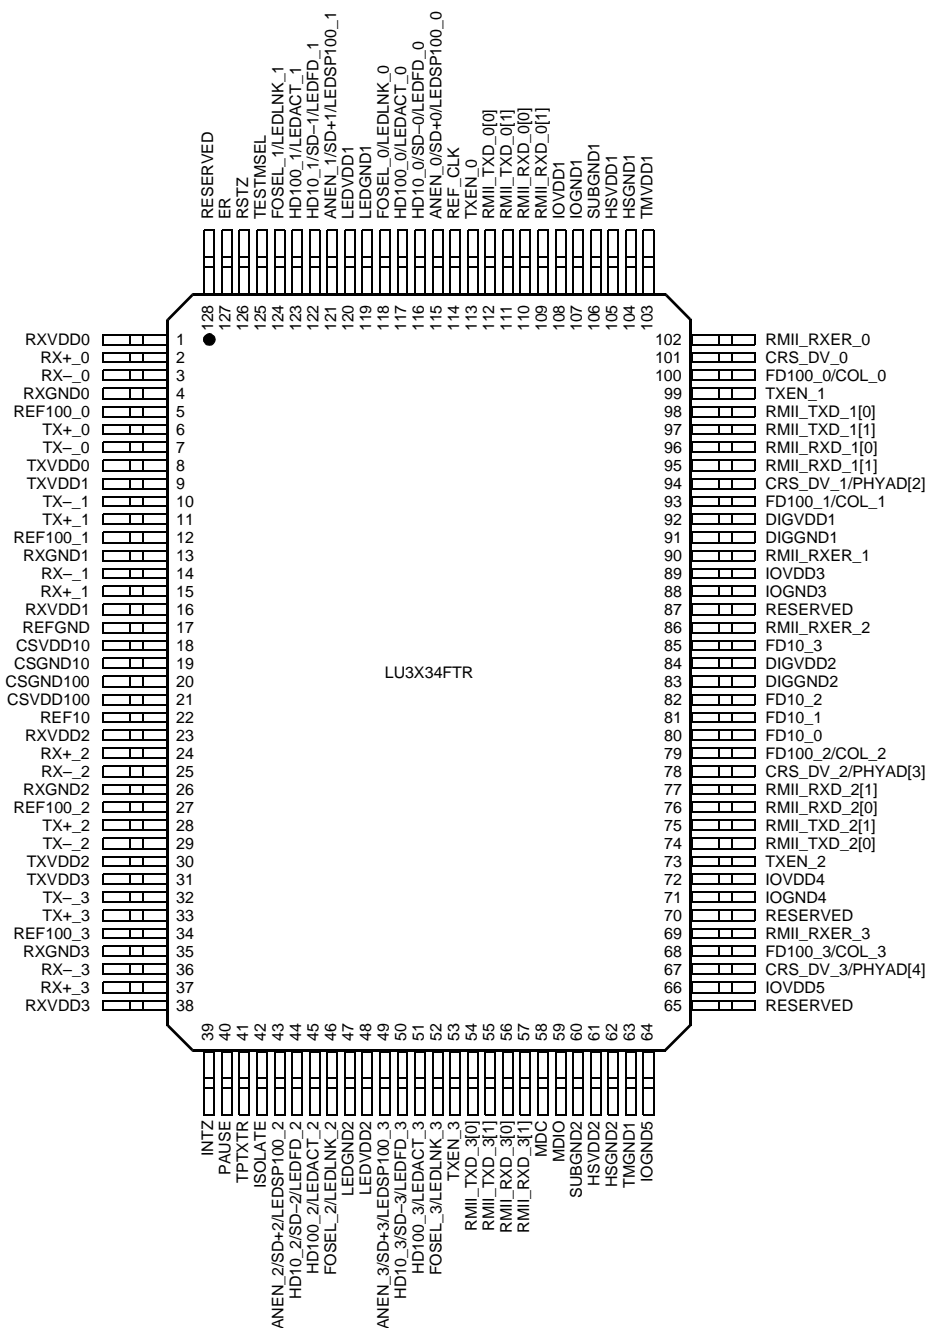 RESERVED
ER
RSTZ
TESTMSEL
FOSEL_1/LEDLNK_1
HD100_1/LEDACT_1
HD10_1/SD–1/LEDFD_1
ANEN_1/SD+1/LEDSP100_1
LEDVDD1
LEDGND1
FOSEL_0/LEDLNK_0
HD100_0/LEDACT_0
HD10_0/SD–0/LEDFD_0
ANEN_0/SD+0/LEDSP100_0
REF_CLK
TXEN_0
RMII_TXD_0[0]
RMII_TXD_0[1]
RMII_RXD_0[0]
RMII_RXD_0[1]
IOVDD1
IOGND1
SUBGND1
HSVDD1
HSGND1
TMVDD1
128
127
126
125
124
123
122
121
120
119
118
117
116
115
114
113
112
111
110
109
108
107
106
105
104
103
RXVDD0 1
RX+_0 2
RX–_0 3
RXGND0 4
REF100_0 5
TX+_0 6
TX–_0 7
TXVDD0 8
TXVDD1 9
TX–_1 10
TX+_1 11
REF100_1 12
RXGND1 13
RX–_1 14
RX+_1 15
RXVDD1 16
REFGND 17
CSVDD10 18
CSGND10 19
CSGND100 20
CSVDD100 21
REF10 22
RXVDD2 23
RX+_2 24
RX–_2 25
RXGND2 26
REF100_2 27
TX+_2 28
TX–_2 29
TXVDD2 30
TXVDD3 31
TX–_3 32
TX+_3 33
REF100_3 34
RXGND3 35
RX–_3 36
RX+_3 37
RXVDD3 38
LU3X34FTR
102 RMII_RXER_0
101 CRS_DV_0
100 FD100_0/COL_0
99 TXEN_1
98 RMII_TXD_1[0]
97 RMII_TXD_1[1]
96 RMII_RXD_1[0]
95 RMII_RXD_1[1]
94 CRS_DV_1/PHYAD[2]
93 FD100_1/COL_1
92 DIGVDD1
91 DIGGND1
90 RMII_RXER_1
89 IOVDD3
88 IOGND3
87 RESERVED
86 RMII_RXER_2
85 FD10_3
84 DIGVDD2
83 DIGGND2
82 FD10_2
81 FD10_1
80 FD10_0
79 FD100_2/COL_2
78 CRS_DV_2/PHYAD[3]
77 RMII_RXD_2[1]
76 RMII_RXD_2[0]
75 RMII_TXD_2[1]
74 RMII_TXD_2[0]
73 TXEN_2
72 IOVDD4
71 IOGND4
70 RESERVED
69 RMII_RXER_3
68 FD100_3/COL_3
67 CRS_DV_3/PHYAD[4]
66 IOVDD5
65 RESERVED
39
40
41
42
43
44
45
46
47
48
49
50
51
52
53
54
55
56
57
58
59
60
61
62
63
64
INTZ
PAUSE
TPTXTR
ISOLATE
ANEN_2/SD+2/LEDSP100_2
HD10_2/SD–2/LEDFD_2
HD100_2/LEDACT_2
FOSEL_2/LEDLNK_2
LEDGND2
LEDVDD2
ANEN_3/SD+3/LEDSP100_3
HD10_3/SD–3/LEDFD_3
HD100_3/LEDACT_3
FOSEL_3/LEDLNK_3
TXEN_3
RMII_TXD_3[0]
RMII_TXD_3[1]
RMII_RXD_3[0]
RMII_RXD_3[1]
MDC
MDIO
SUBGND2
HSVDD2
HSGND2
TMGND1
IOGND5